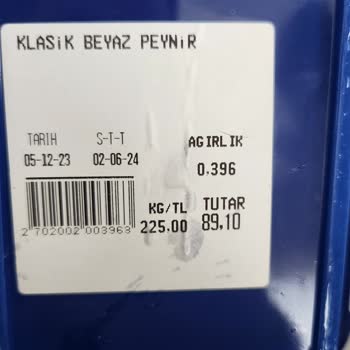 KLASiK BEYAZ PEYNiR
TARIH S-T-T AGIRLIK
05-12-23 02-06-24 0,396
KG/TL TUTAR
225.00 89,10
2 702002 003963